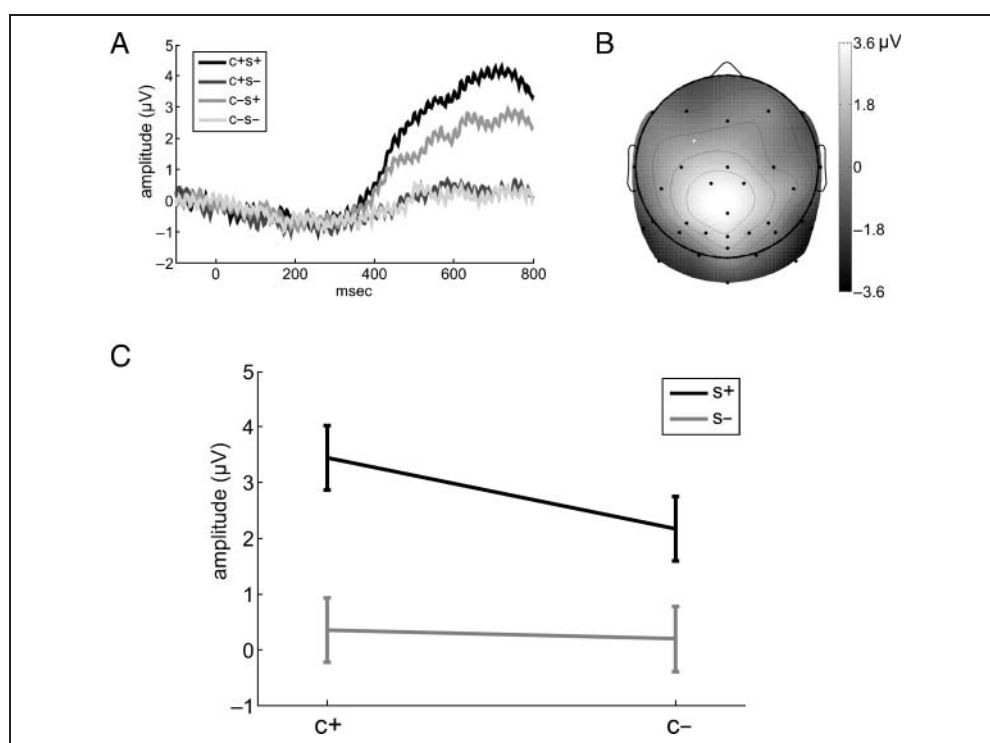 A
5
4
3
2
1
0
−1
−2
amplitude (µV)
c+s+
c+s−
c−s+
c−s−
0
200
400
600
800
msec
B
3.6 µV
1.8
0
−1.8
−3.6
C
5
4
3
2
1
0
−1
amplitude (µV)
s+
s−
c+
c−